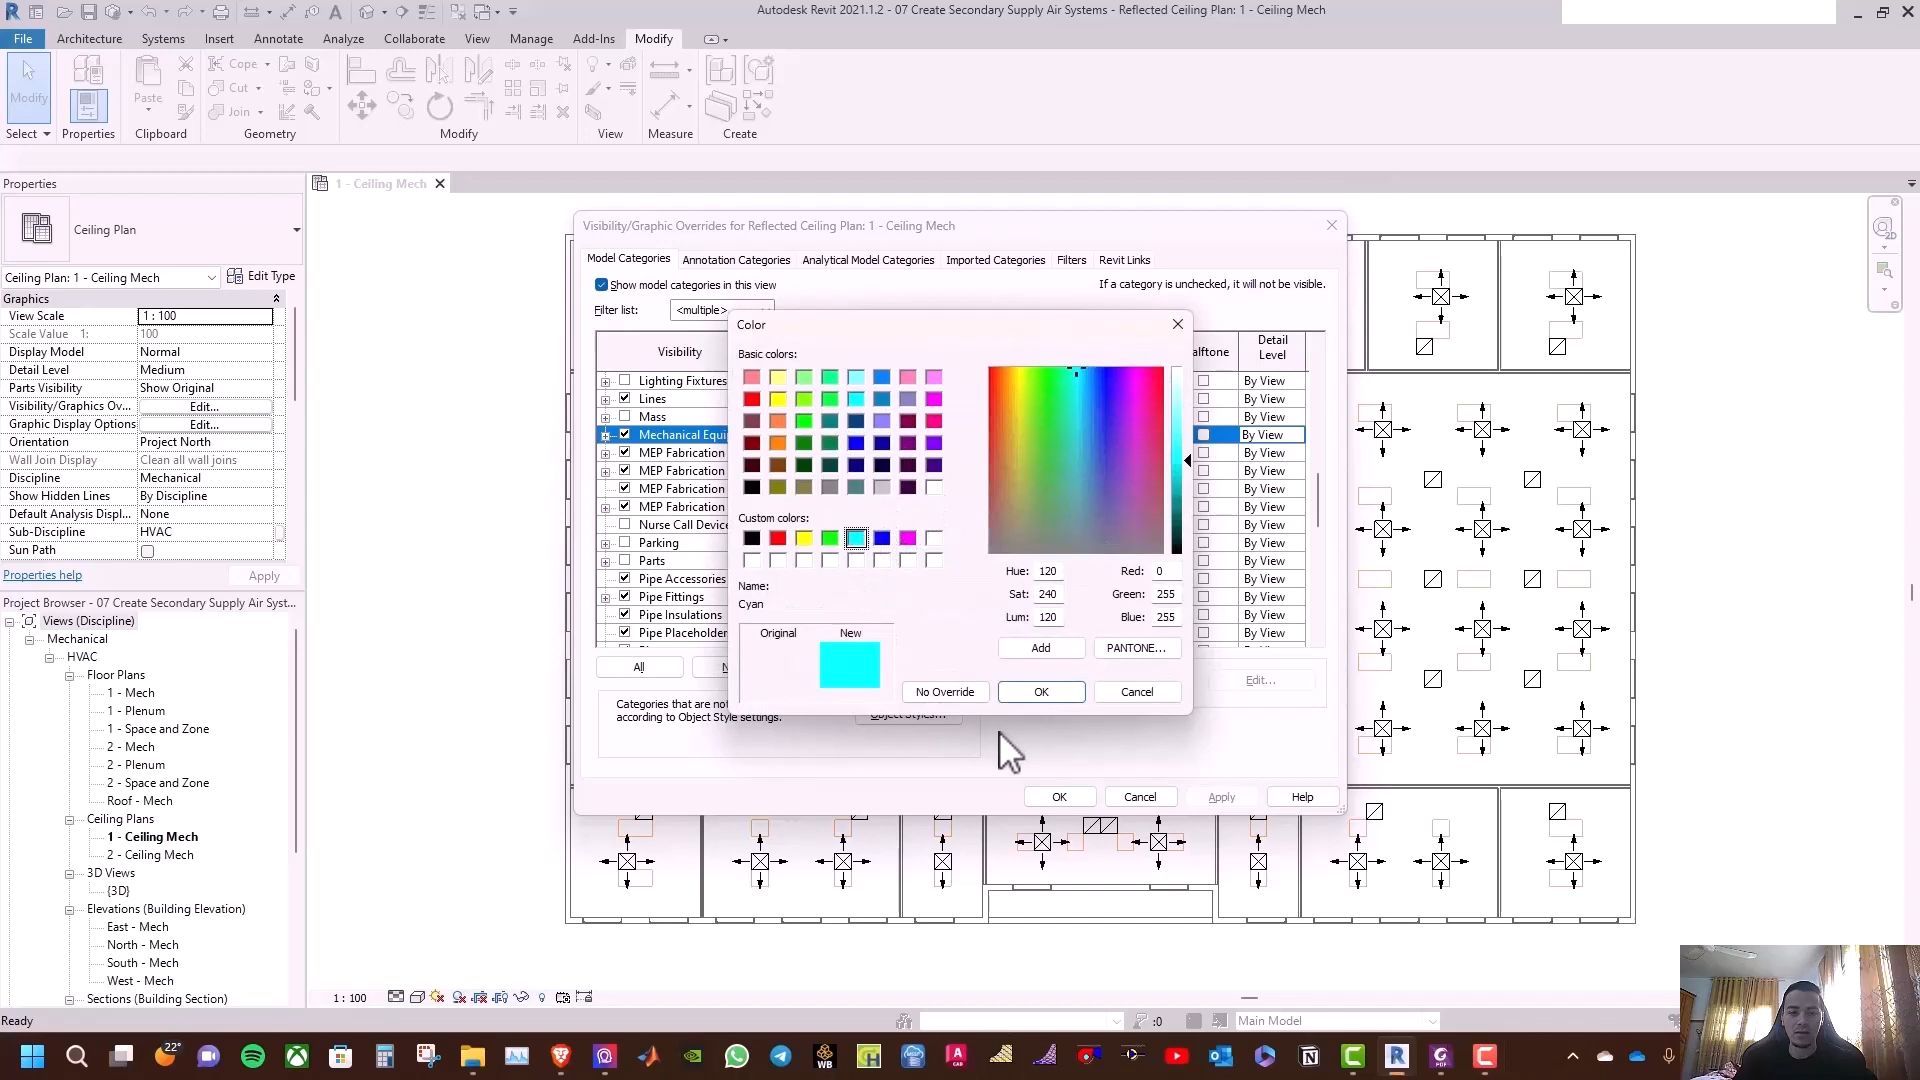 Autodesk Revit 2021.1.2 - 07 Create Secondary Supply Air Systems - Reflected Ceiling Plan: 1 - Ceiling Mech
File Architecture Systems Insert Annotate Analyze Collaborate View Manage Add-Ins Modify
Cope
Cut
Join
Modify
Paste
Select Properties Clipboard Geometry Modify View Measure Create
Properties
1 - Ceiling Mech
Ceiling Plan
Ceiling Plan: 1 - Ceiling Mech Edit Type
Graphics
View Scale 1 : 100
Scale Value 1: 100
Display Model Normal
Detail Level Medium
Parts Visibility Show Original
Visibility/Graphics Ov... Edit...
Graphic Display Options Edit...
Orientation Project North
Wall Join Display Clean all wall joins
Discipline Mechanical
Show Hidden Lines By Discipline
Default Analysis Displ... None
Sub-Discipline HVAC
Sun Path
Properties help Apply
Project Browser - 07 Create Secondary Supply Air Syst...
Views (Discipline)
Mechanical
HVAC
Floor Plans
1 - Mech
1 - Plenum
1 - Space and Zone
2 - Mech
2 - Plenum
2 - Space and Zone
Roof - Mech
Ceiling Plans
1 - Ceiling Mech
2 - Ceiling Mech
3D Views
{3D}
Elevations (Building Elevation)
East - Mech
North - Mech
South - Mech
West - Mech
Sections (Building Section)
Visibility/Graphic Overrides for Reflected Ceiling Plan: 1 - Ceiling Mech
Model Categories Annotation Categories Analytical Model Categories Imported Categories Filters Revit Links
Show model categories in this view If a category is unchecked, it will not be visible.
Filter list: <multiple>
Visibility alftone Detail Level
Lighting Fixtures By View
Lines By View
Mass By View
Mechanical Equi By View
MEP Fabrication By View
MEP Fabrication By View
MEP Fabrication By View
MEP Fabrication By View
Nurse Call Device By View
Parking By View
Parts By View
Pipe Accessories By View
Pipe Fittings By View
Pipe Insulations By View
Pipe Placeholder By View
All N
Edit...
Categories that are not
according to Object Style settings. Object Styles...
OK Cancel Apply Help
Color
Basic colors:
Custom colors:
Name:
Cyan
Original New
Hue: 120 Red: 0
Sat: 240 Green: 255
Lum: 120 Blue: 255
Add PANTONE...
No Override OK Cancel
1 : 100
Ready
:0
Main Model
22°
WB
2D